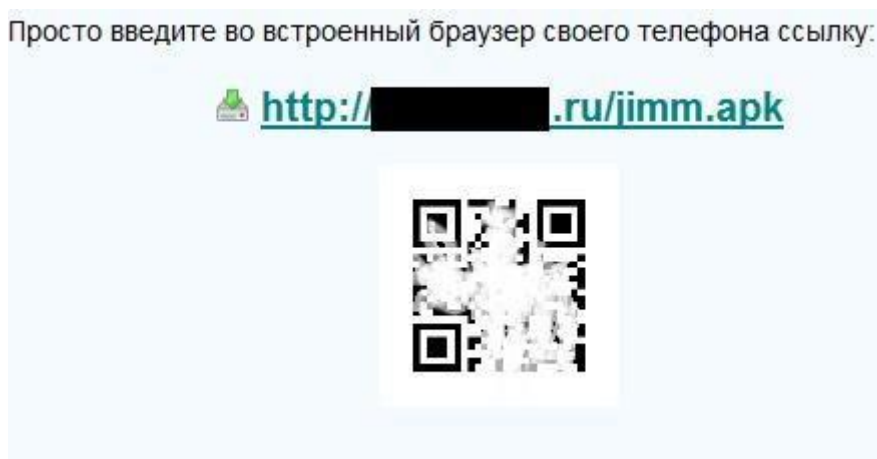 Просто введите во встроенный браузер своего телефона ссылку:
http:// .ru/jimm.apk